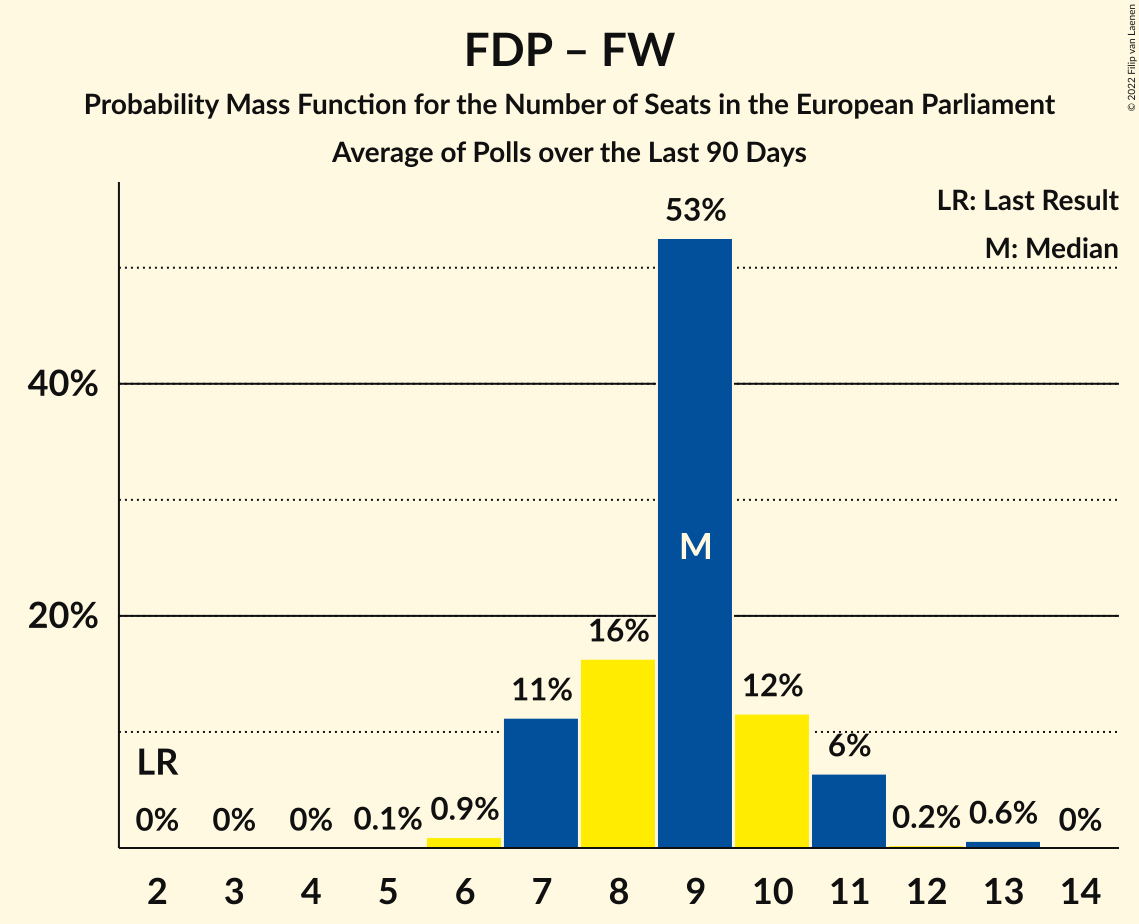 FDP – FW
Probability Mass Function for the Number of Seats in the European Parliament
Average of Polls over the Last 90 Days
© 2022 Filip van Laenen
LR: Last Result
M: Median
53%
40%
M
20%
16%
11%
12%
6%
LR
0%
0%
0%
0.1%
0.9%
0.2%
0.6%
0%
2 3 4 5 6 7 8 9 10 11 12 13 14